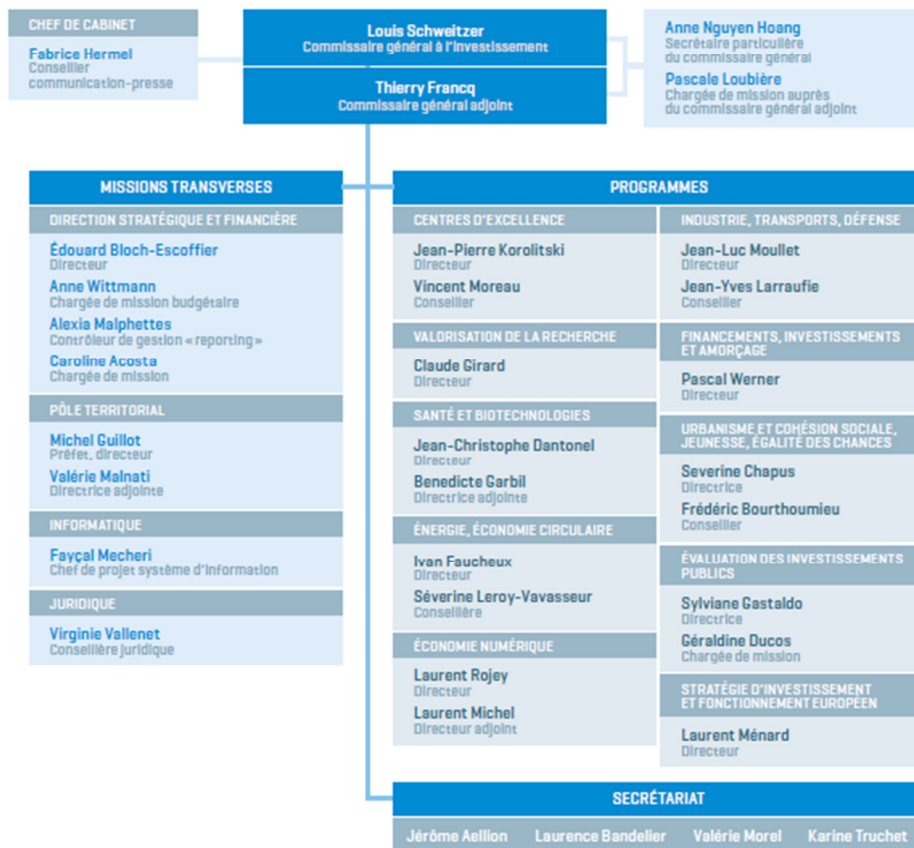 CHEF DE CABINET
Fabrice Hermel
Conseiller
communication-presse
Louis Schweitzer
Commissaire général à l'investissement
Thierry Francq
Commissaire général adjoint
Anne Nguyen Hoang
Secrétaire particulière
du commissaire général
Pascale Loubière
Chargée de mission auprès
du commissaire général adjoint
MISSIONS TRANSVERSES
DIRECTION STRATÉGIQUE ET FINANCIÈRE
Édouard Bloch-Escoffier
Directeur
Anne Wittmann
Chargée de mission budgétaire
Alexia Malphettes
Contrôleur de gestion « reporting »
Caroline Acosta
Chargée de mission
PÔLE TERRITORIAL
Michel Guillot
Préfet, directeur
Valérie Malnati
Directrice adjointe
INFORMATIQUE
Fayçal Mecheri
Chef de projet système d'information
JURIDIQUE
Virginie Vallenet
Conseillère juridique
PROGRAMMES
CENTRES D'EXCELLENCE
Jean-Pierre Korolitski
Directeur
Vincent Moreau
Conseiller
VALORISATION DE LA RECHERCHE
Claude Girard
Directeur
SANTÉ ET BIOTECHNOLOGIES
Jean-Christophe Dantonel
Directeur
Benedicte Garbil
Directrice adjointe
ÉNERGIE, ÉCONOMIE CIRCULAIRE
Ivan Faucheux
Directeur
Séverine Leroy-Vavasseur
Conseillère
ÉCONOMIE NUMÉRIQUE
Laurent Rojey
Directeur
Laurent Michel
Directeur adjoint
INDUSTRIE, TRANSPORTS, DÉFENSE
Jean-Luc Moullet
Directeur
Jean-Yves Larraufie
Conseiller
FINANCEMENTS, INVESTISSEMENTS
ET AMORÇAGE
Pascal Werner
Directeur
URBANISME ET COHÉSION SOCIALE,
JEUNESSE, ÉGALITÉ DES CHANCES
Severine Chapus
Directrice
Frédéric Bourthoumieu
Conseiller
ÉVALUATION DES INVESTISSEMENTS
PUBLICS
Sylviane Gastaldo
Directrice
Géraldine Ducos
Chargée de mission
STRATÉGIE D'INVESTISSEMENT
ET FONCTIONNEMENT EUROPÉEN
Laurent Ménard
Directeur
SECRÉTARIAT
Jérôme Aellion Laurence Bandelier Valérie Morel Karine Truchet